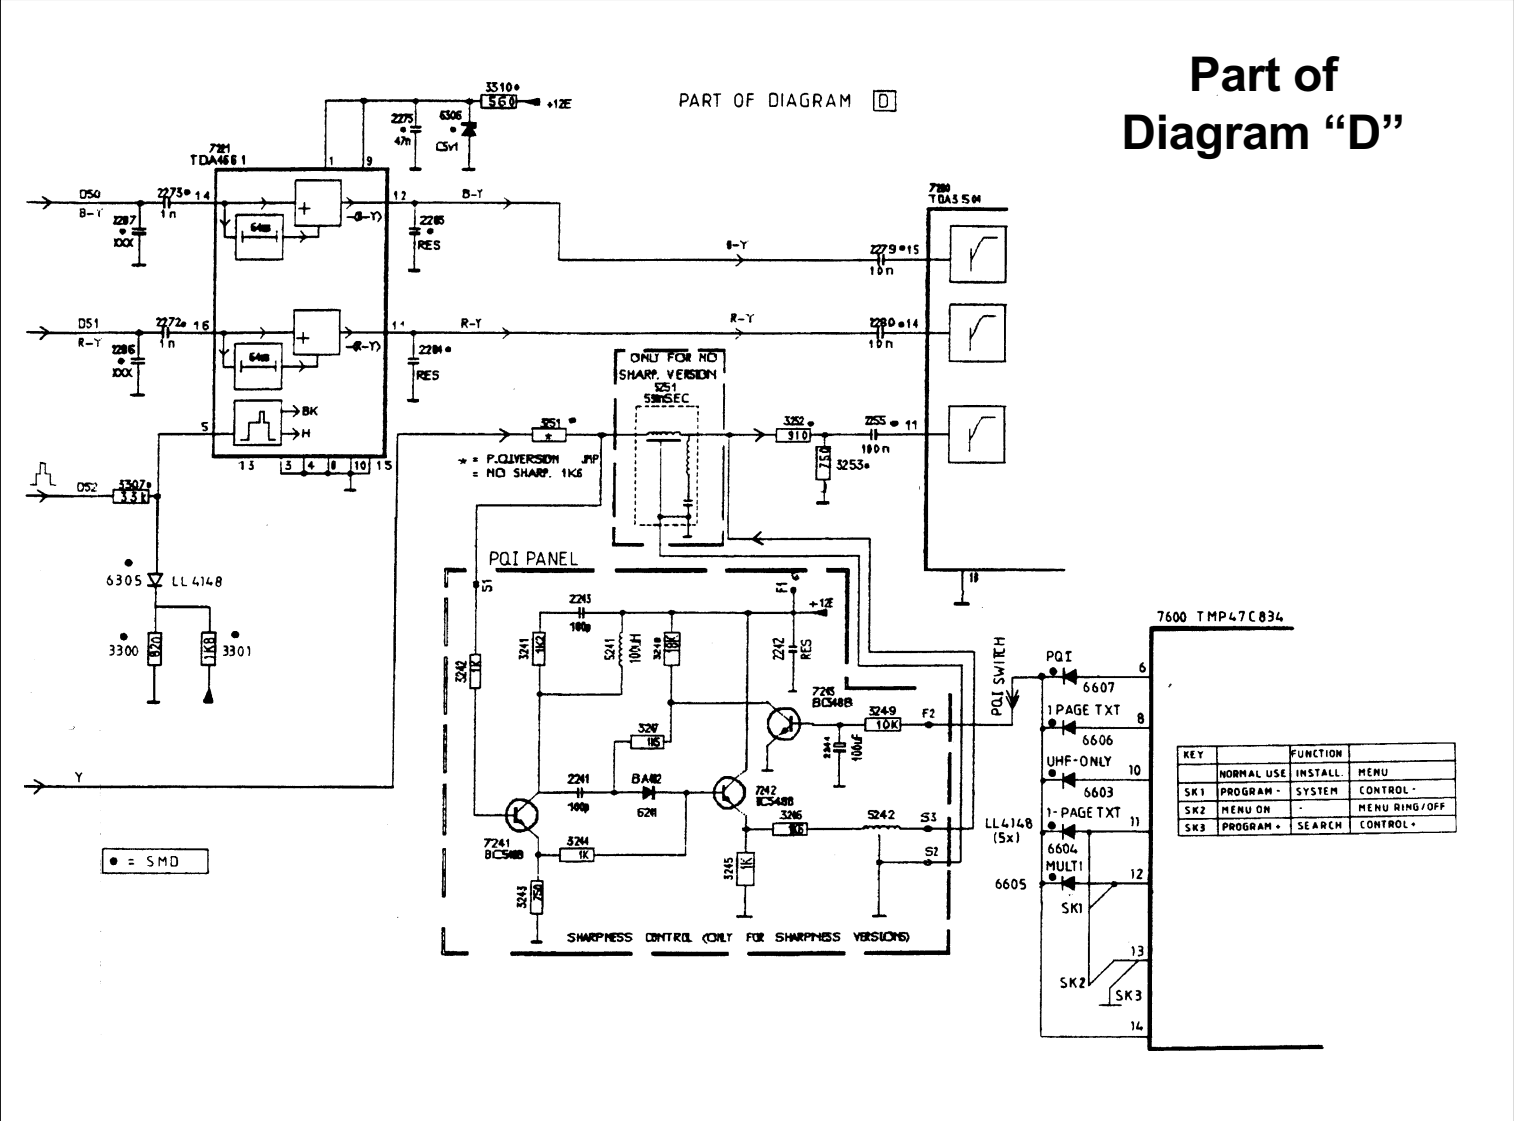 Part of
Diagram “D”
PART OF DIAGRAM D
3310
560
+12E
2275
47n
6306
C5v1
TDA4661
1
9
D50
B-Y
2273
1n
14
2287
XXX
64us
+
12
-(B-Y)
B-Y
2285
RES
B-Y
2279
10n
15
D51
R-Y
2272
1n
16
2286
XXX
64us
+
11
-(R-Y)
R-Y
2284
RES
R-Y
2280
10n
14
5
BK
H
13
3
4
8
10
15
D52
3307
33k
6305
LL4148
3300
820
1K8
3301
ONLY FOR NO
SHARP. VERSION
5251
3251
*
* = P.Q.I.VERSION JMP
= NO SHARP. 1K6
3252
910
750
3253
2255
100n
11
18
PQI PANEL
S1
F1
+12E
2243
100p
3241
1K2
5241
100uH
3248
18K
2242
RES
3242
1K
7245
BC548B
3249
10K
F2
2244
100uF
3247
1K5
2241
100p
BA482
6241
7242
BC548B
3246
1K6
5242
S3
S2
7241
BC548B
3244
1K
3243
750
3245
1K
SHARPNESS CONTROL (ONLY FOR SHARPNESS VERSIONS)
Y
● = SMD
PQI SWITCH
7600 TMP47C834
PQI
6607
6
1 PAGE TXT
6606
8
UHF-ONLY
6603
10
1-PAGE TXT
6604
11
LL4148
(5x)
MULTI
6605
12
SK1
13
SK2
SK3
14
KEY FUNCTION
NORMAL USE INSTALL. MENU
SK1 PROGRAM - SYSTEM CONTROL -
SK2 MENU ON - MENU RING/OFF
SK3 PROGRAM + SEARCH CONTROL +